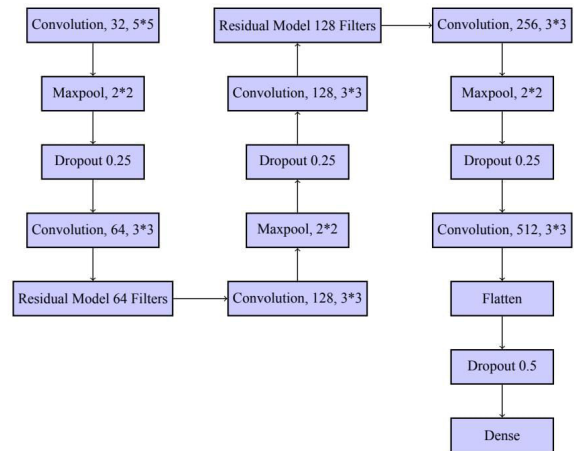 Convolution, 32, 5*5
Maxpool, 2*2
Dropout 0.25
Convolution, 64, 3*3
Residual Model 64 Filters
Convolution, 128, 3*3
Maxpool, 2*2
Dropout 0.25
Convolution, 128, 3*3
Residual Model 128 Filters
Convolution, 256, 3*3
Maxpool, 2*2
Dropout 0.25
Convolution, 512, 3*3
Flatten
Dropout 0.5
Dense